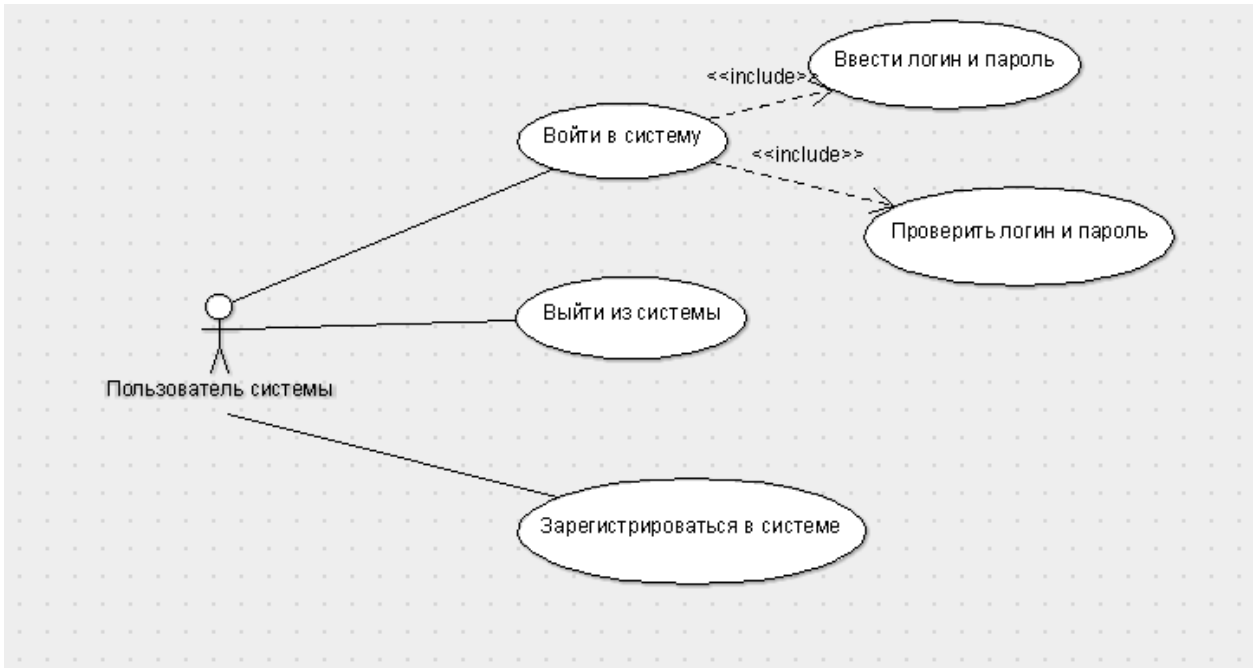 Ввести логин и пароль
<<include>>
Войти в систему
<<include>>
Проверить логин и пароль
Выйти из системы
Пользователь системы
Зарегистрироваться в системе